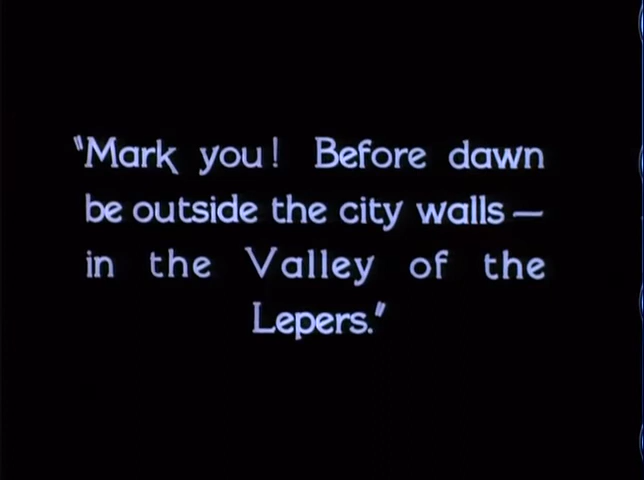 "Mark you! Before dawn
be outside the city walls —
in the Valley of the
Lepers."